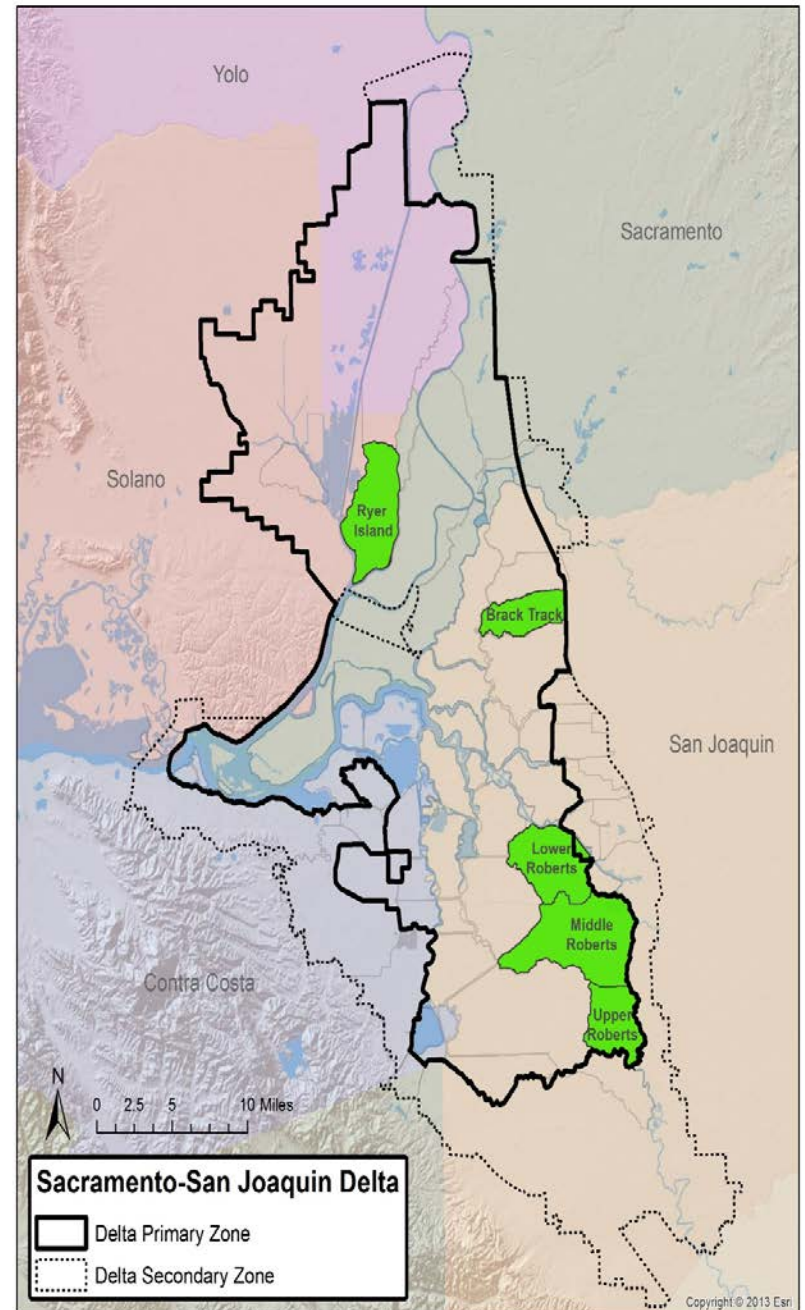 Yolo
Sacramento
Solano
Ryer
Island
Brack Track
San Joaquin
Lower
Roberts
Middle
Roberts
Upper
Roberts
Contra Costa
N
0 2.5 5 10 Miles
Sacramento-San Joaquin Delta
Delta Primary Zone
Delta Secondary Zone
Copyright © 2013 Esri